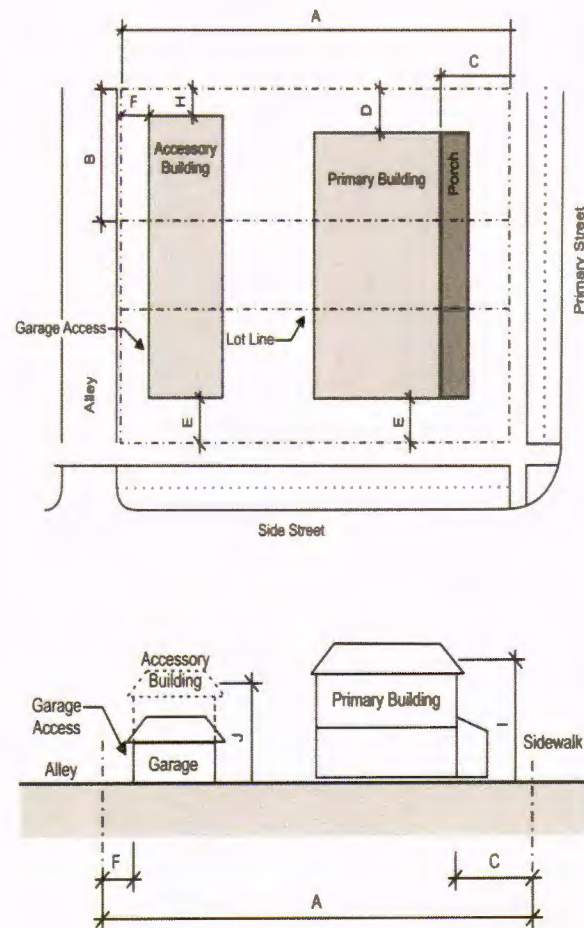 A
C
F
H
D
B
Accessory
Building
Primary Building
Porch
Primary Street
Garage Access
Lot Line
Alley
E
E
Side Street
Accessory
Building
Garage
Access
Primary Building
J
I
Sidewalk
Alley
Garage
F
C
A